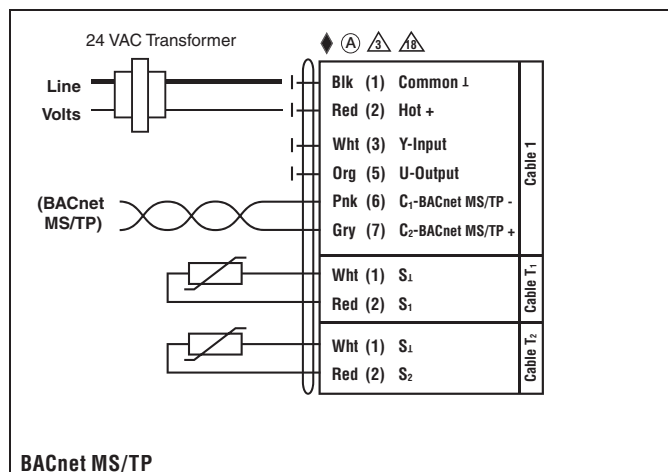 24 VAC Transformer
♦ Ⓐ 3 18
Line
Volts
Blk (1) Common ⊥
Red (2) Hot +
Wht (3) Y-Input
Org (5) U-Output
Pnk (6) C₁-BACnet MS/TP -
Gry (7) C₂-BACnet MS/TP +
Cable 1
(BACnet
MS/TP)
Wht (1) S⊥
Red (2) S₁
Cable T₁
Wht (1) S⊥
Red (2) S₂
Cable T₂
BACnet MS/TP